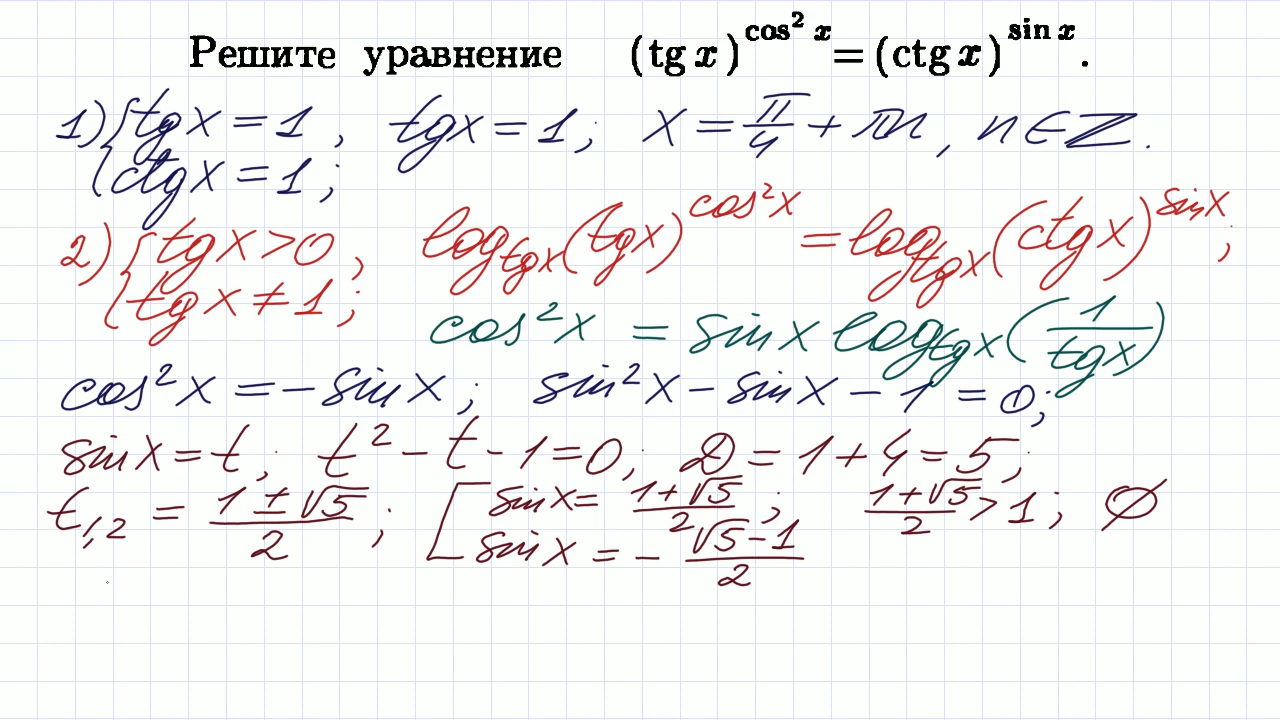 Решите уравнение (tg x)^{cos² x} = (ctg x)^{sin x}.
1) { tgx = 1, tgx = 1; x = π/4 + πn, n∈Z.
{ ctgx = 1;
2) { tgx > 0, log_{tgx}(tgx)^{cos²x} = log_{tgx}(ctgx)^{sinx};
{ tgx ≠ 1;
cos²x = sinx log_{tgx}(1/tgx)
cos²x = -sinx; sin²x - sinx - 1 = 0;
sinx = t; t² - t - 1 = 0; D = 1 + 4 = 5;
t_{1,2} = (1 ± √5)/2; [ sinx = (1+√5)/2; (1+√5)/2 > 1; ∅
[ sinx = - (√5-1)/2